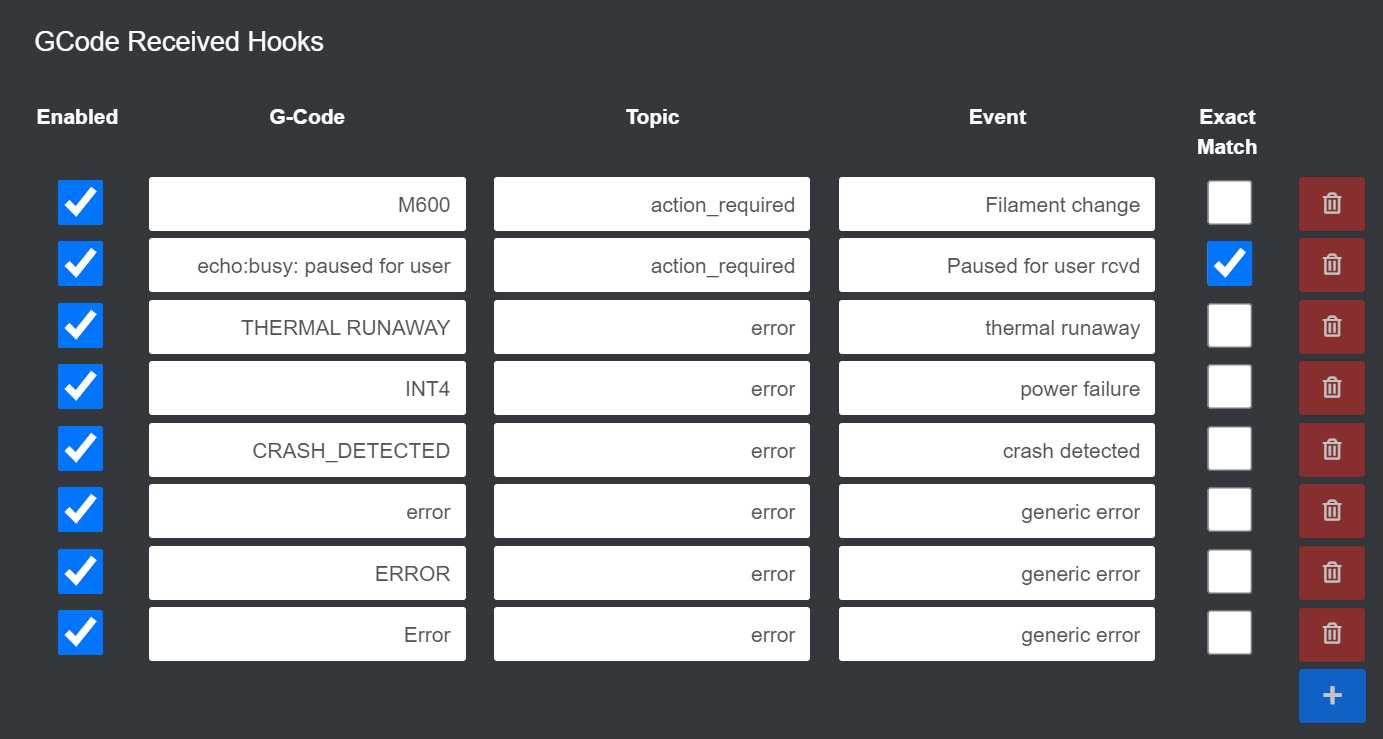 GCode Received Hooks
Enabled G-Code Topic Event Exact Match
M600 action_required Filament change
echo:busy: paused for user action_required Paused for user rcvd
THERMAL RUNAWAY error thermal runaway
INT4 error power failure
CRASH_DETECTED error crash detected
error error generic error
ERROR error generic error
Error error generic error